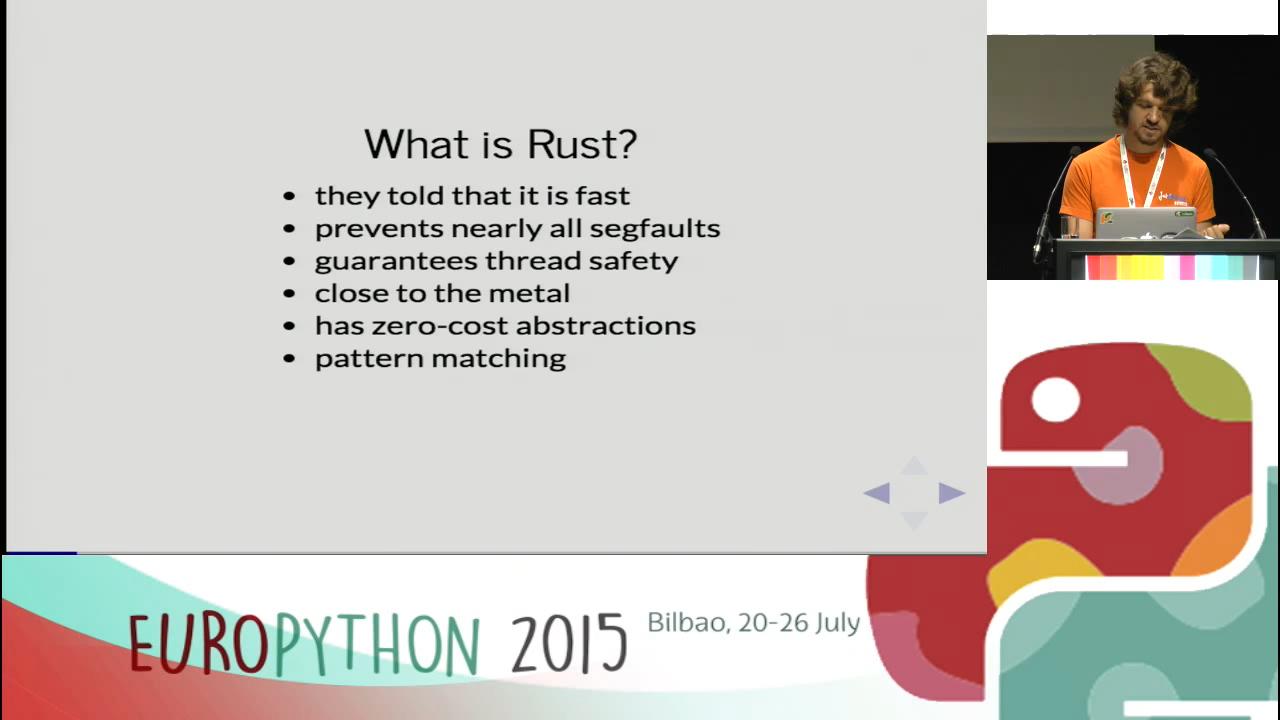 What is Rust?
• they told that it is fast
• prevents nearly all segfaults
• guarantees thread safety
• close to the metal
• has zero-cost abstractions
• pattern matching
EUROPYTHON 2015
Bilbao, 20-26 July